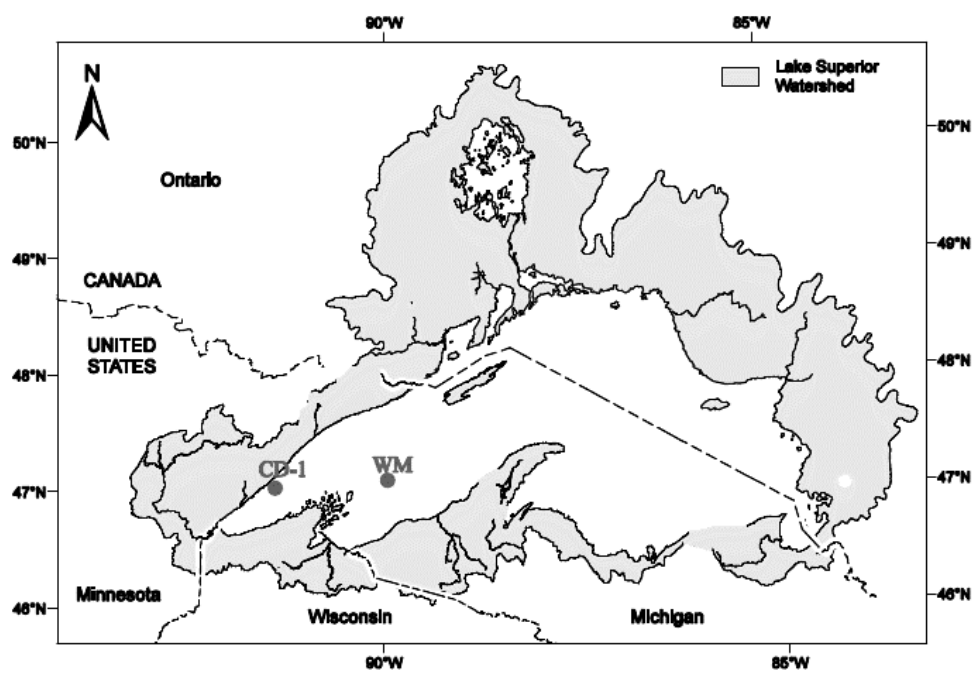 90°W
85°W
N
Lake Superior
Watershed
50°N
50°N
Ontario
49°N
49°N
CANADA
UNITED
STATES
48°N
48°N
CD-1
WM
47°N
47°N
Minnesota
Wisconsin
Michigan
46°N
46°N
90°W
85°W